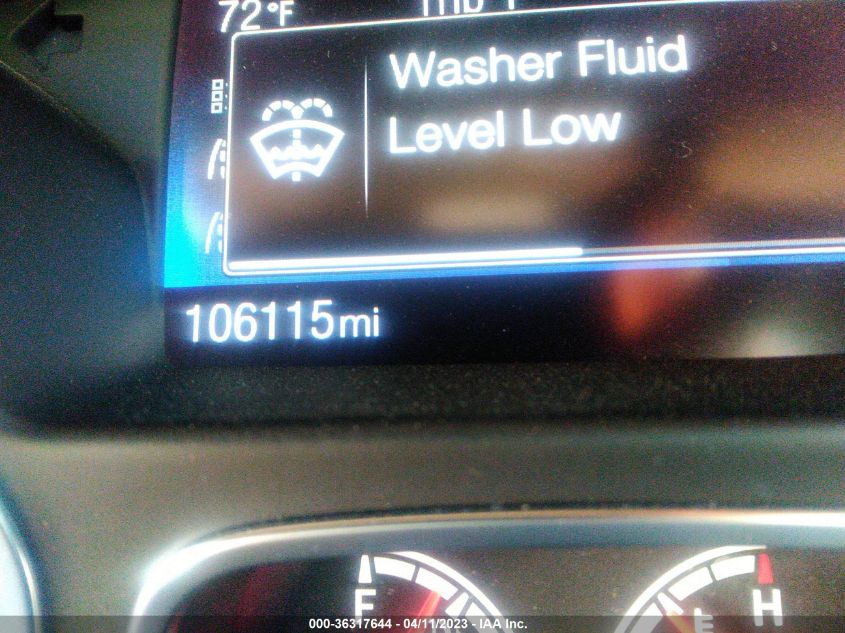 72°F
Washer Fluid
Level Low
106115mi
H
000-36317644 - 04/11/2023 - IAA Inc.